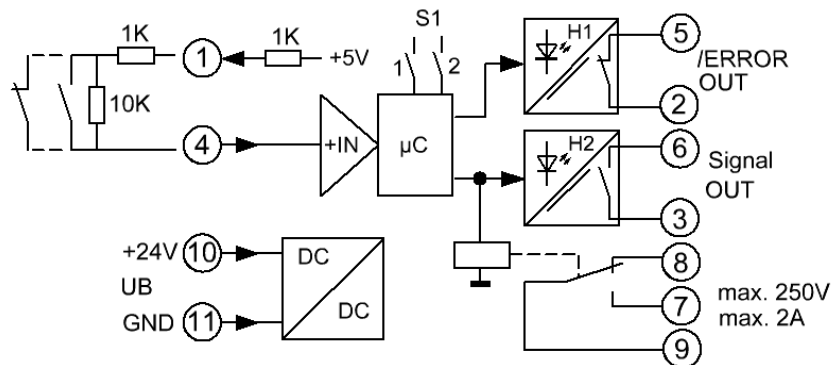 S1
1K
1
1K
+5V
1
2
H1
5
/ERROR
OUT
2
10K
4
+IN
µC
H2
6
Signal
OUT
3
+24V
10
DC
UB
DC
GND
11
8
7
max. 250V
max. 2A
9